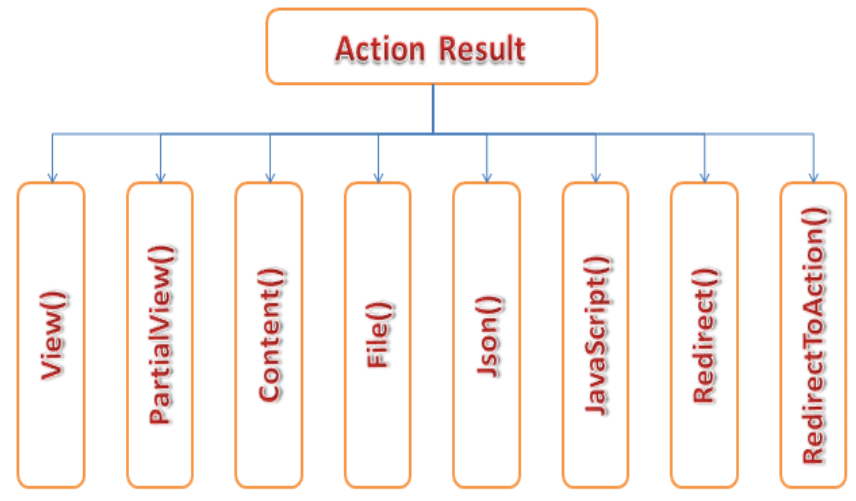 Action Result
View()
PartialView()
Content()
File()
Json()
JavaScript()
Redirect()
RedirectToAction()